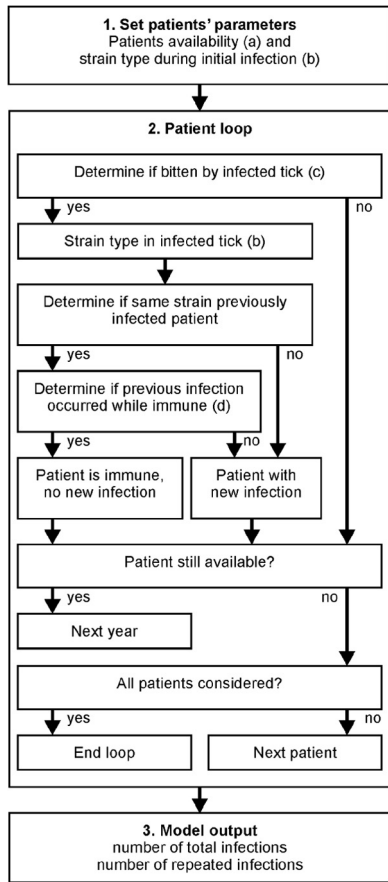 1. Set patients' parameters
Patients availability (a) and
strain type during initial infection (b)
2. Patient loop
Determine if bitten by infected tick (c)
yes
no
Strain type in infected tick (b)
Determine if same strain previously
infected patient
yes
no
Determine if previous infection
occurred while immune (d)
yes
no
Patient is immune,
no new infection
Patient with
new infection
Patient still available?
yes
no
Next year
All patients considered?
yes
no
End loop
Next patient
3. Model output
number of total infections
number of repeated infections